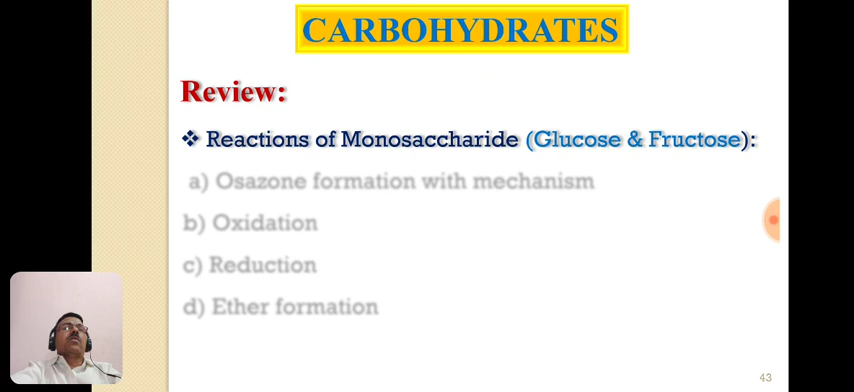 CARBOHYDRATES
Review:
❖ Reactions of Monosaccharide (Glucose & Fructose):
a) Osazone formation with mechanism
b) Oxidation
c) Reduction
d) Ether formation
43